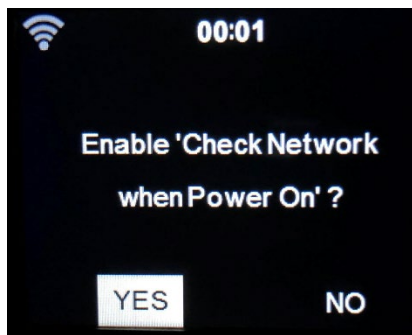 00:01
Enable 'Check Network
when Power On' ?
YES NO